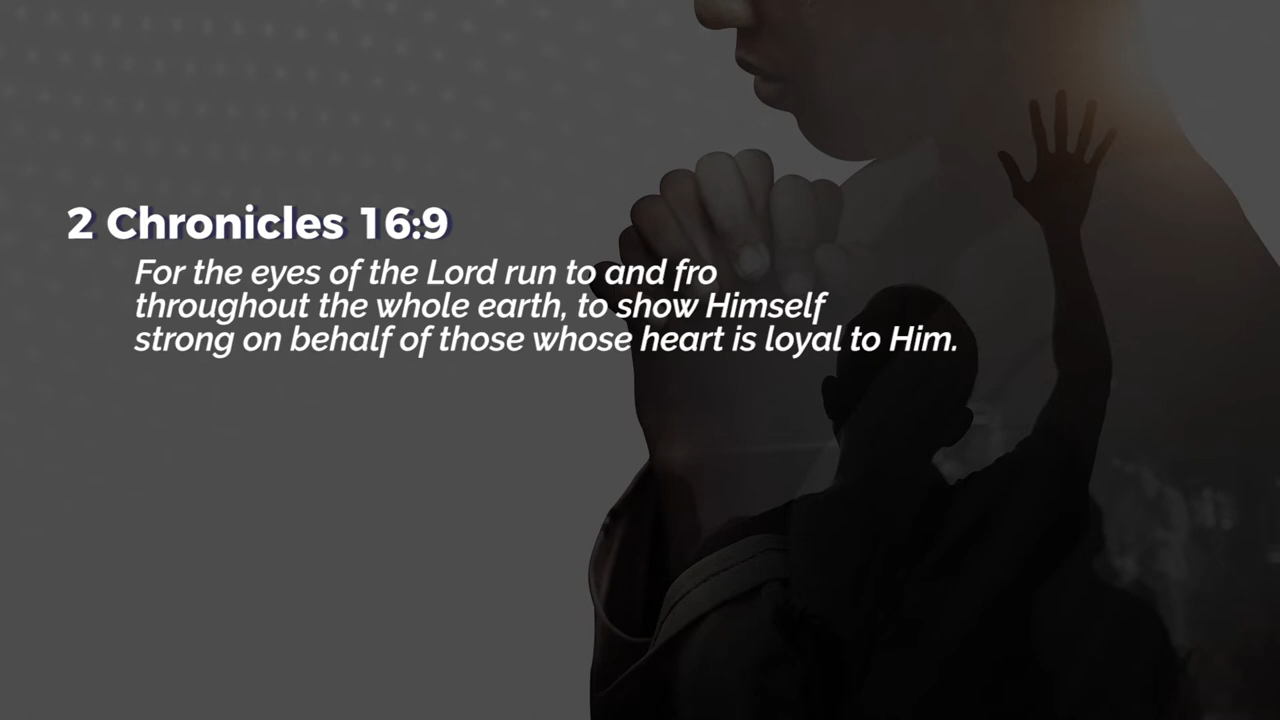 2 Chronicles 16:9
For the eyes of the Lord run to and fro
throughout the whole earth, to show Himself
strong on behalf of those whose heart is loyal to Him.